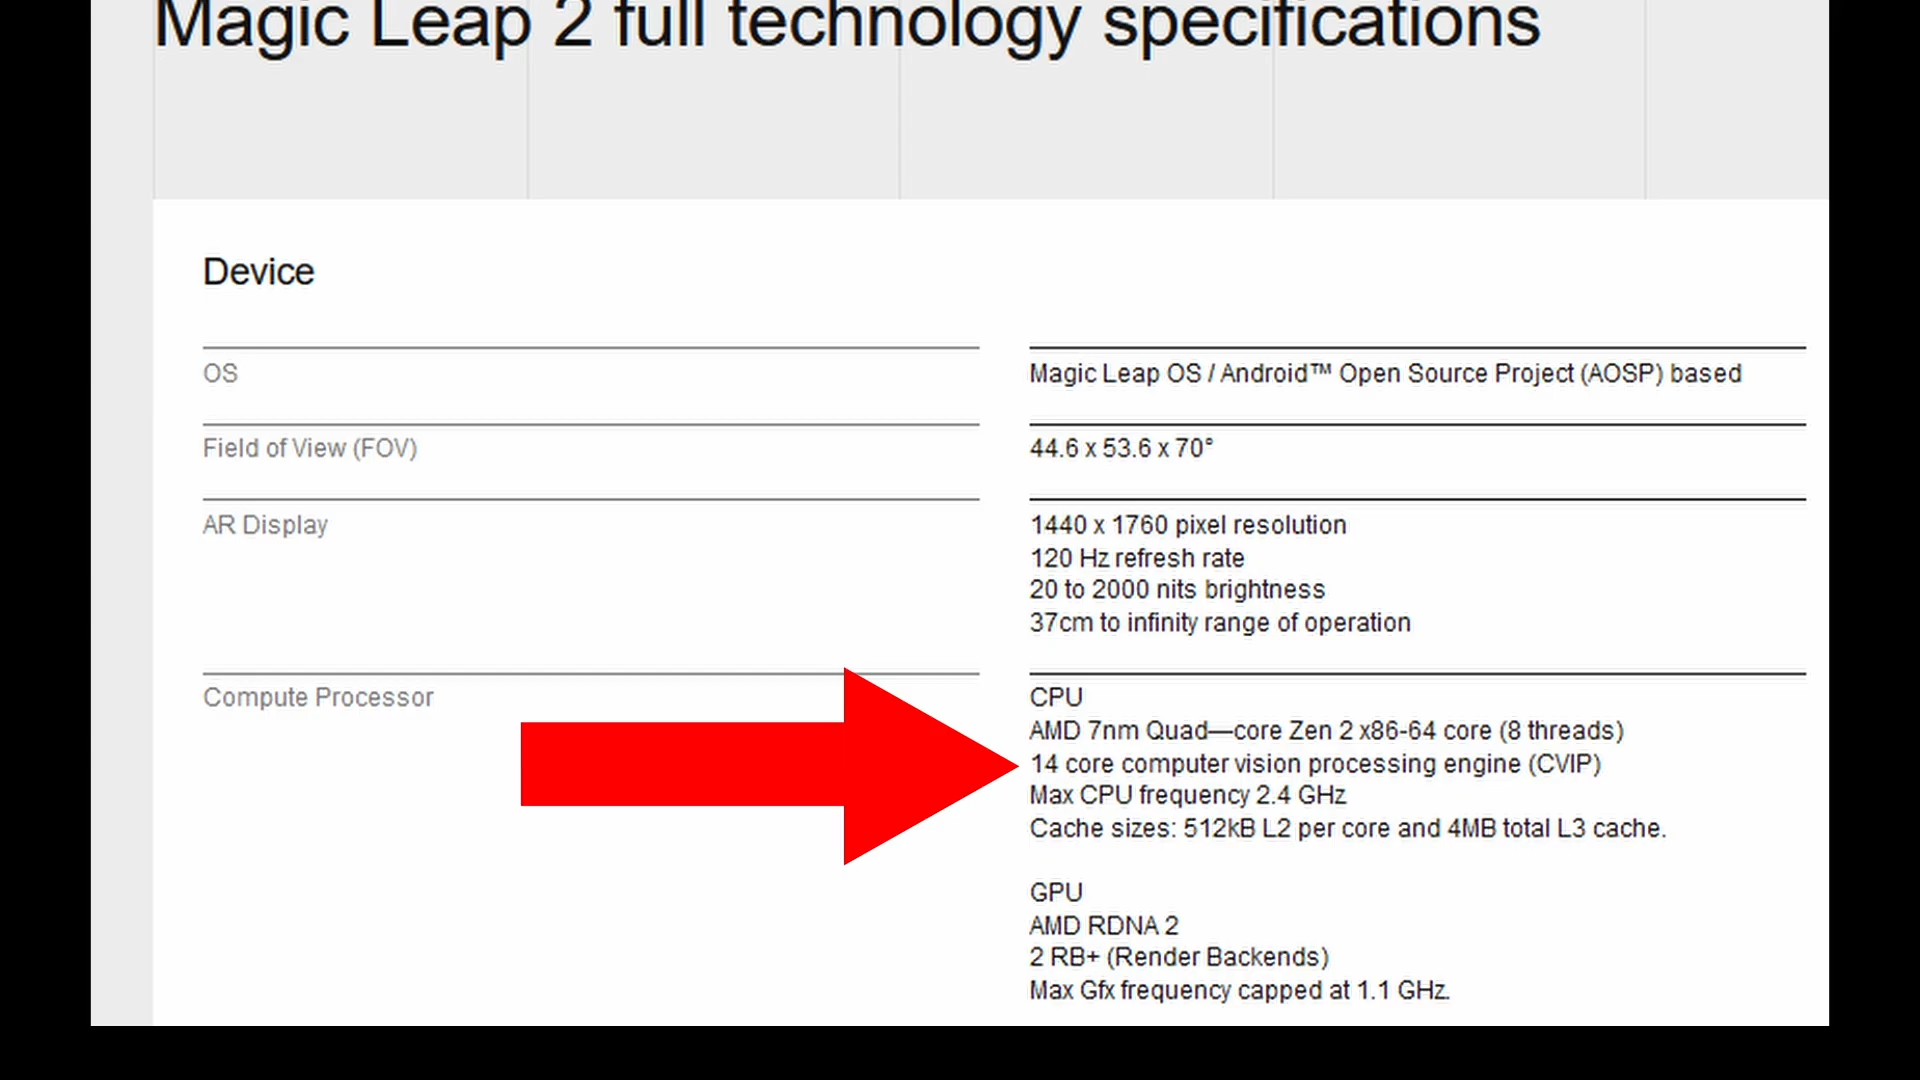 Magic Leap 2 full technology specifications
Device
OS
Magic Leap OS / Android™ Open Source Project (AOSP) based
Field of View (FOV)
44.6 x 53.6 x 70°
AR Display
1440 x 1760 pixel resolution
120 Hz refresh rate
20 to 2000 nits brightness
37cm to infinity range of operation
Compute Processor
CPU
AMD 7nm Quad—core Zen 2 x86-64 core (8 threads)
14 core computer vision processing engine (CVIP)
Max CPU frequency 2.4 GHz
Cache sizes: 512kB L2 per core and 4MB total L3 cache.
GPU
AMD RDNA 2
2 RB+ (Render Backends)
Max Gfx frequency capped at 1.1 GHz.